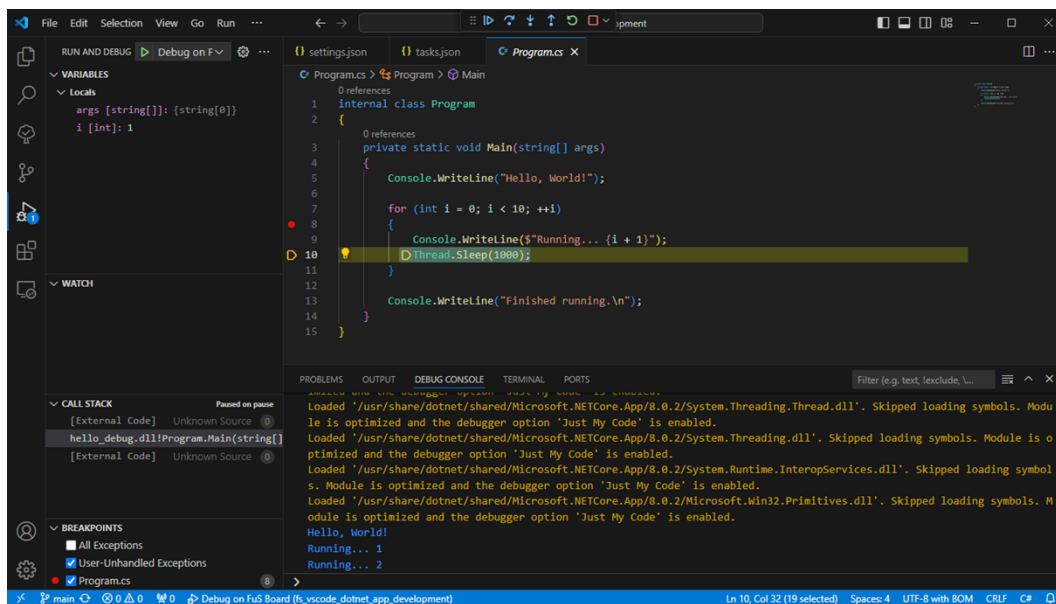 File Edit Selection View Go Run ...
pment
RUN AND DEBUG Debug on F
VARIABLES
Locals
args [string[]]: {string[0]}
i [int]: 1
WATCH
CALL STACK Paused on pause
[External Code] Unknown Source 0
hello_debug.dll!Program.Main(string[]
[External Code] Unknown Source 0
BREAKPOINTS
All Exceptions
User-Unhandled Exceptions
Program.cs 8
1
settings.json tasks.json Program.cs
Program.cs > Program > Main
0 references
1 internal class Program
2 {
0 references
3 private static void Main(string[] args)
4 {
5 Console.WriteLine("Hello, World!");
6
7 for (int i = 0; i < 10; ++i)
8 {
9 Console.WriteLine($"Running... {i + 1}");
10 Thread.Sleep(1000);
11 }
12
13 Console.WriteLine("Finished running.\n");
14 }
15 }
PROBLEMS OUTPUT DEBUG CONSOLE TERMINAL PORTS Filter (e.g. text, !exclude, \...
imized and the debugger option 'Just My Code' is enabled.
Loaded '/usr/share/dotnet/shared/Microsoft.NETCore.App/8.0.2/System.Threading.Thread.dll'. Skipped loading symbols. Modu
le is optimized and the debugger option 'Just My Code' is enabled.
Loaded '/usr/share/dotnet/shared/Microsoft.NETCore.App/8.0.2/System.Threading.dll'. Skipped loading symbols. Module is o
ptimized and the debugger option 'Just My Code' is enabled.
Loaded '/usr/share/dotnet/shared/Microsoft.NETCore.App/8.0.2/System.Runtime.InteropServices.dll'. Skipped loading symbol
s. Module is optimized and the debugger option 'Just My Code' is enabled.
Loaded '/usr/share/dotnet/shared/Microsoft.NETCore.App/8.0.2/Microsoft.Win32.Primitives.dll'. Skipped loading symbols. M
odule is optimized and the debugger option 'Just My Code' is enabled.
Hello, World!
Running... 1
Running... 2
>
main 0 0 0 Debug on FuS Board (fs_vscode_dotnet_app_development) Ln 10, Col 32 (19 selected) Spaces: 4 UTF-8 with BOM CRLF C#